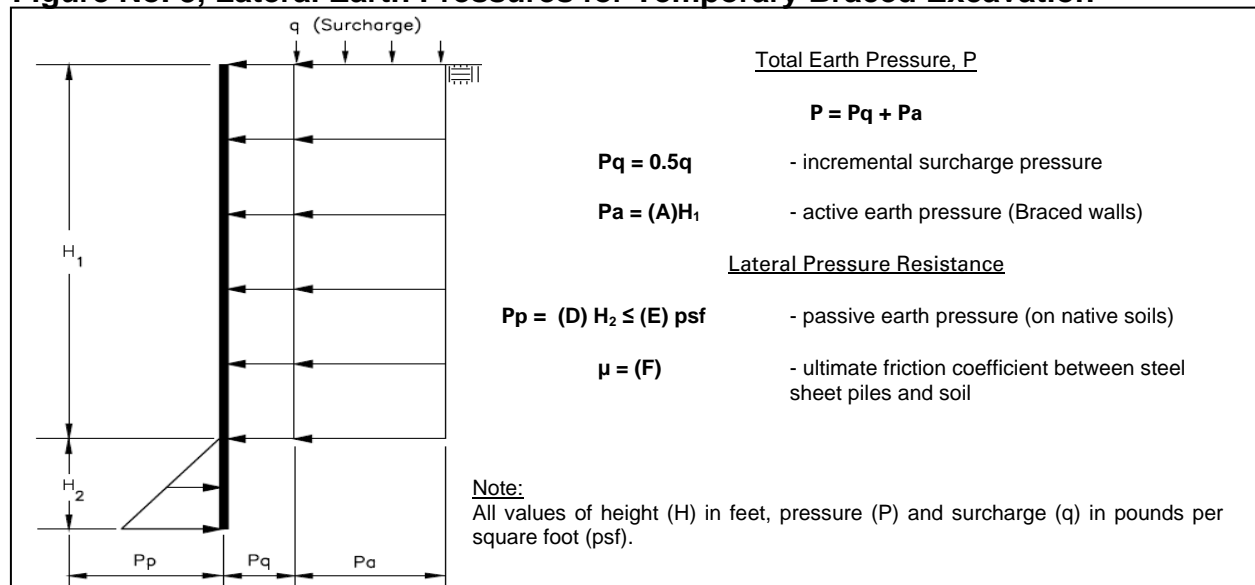 Figure No. 3, Lateral Earth Pressures for Temporary Braced Excavation
q (Surcharge)
H1
H2
Pp
Pq
Pa
Total Earth Pressure, P
P = Pq + Pa
Pq = 0.5q - incremental surcharge pressure
Pa = (A)H₁ - active earth pressure (Braced walls)
Lateral Pressure Resistance
Pp = (D) H₂ ≤ (E) psf - passive earth pressure (on native soils)
µ = (F) - ultimate friction coefficient between steel
sheet piles and soil
Note:
All values of height (H) in feet, pressure (P) and surcharge (q) in pounds per
square foot (psf).